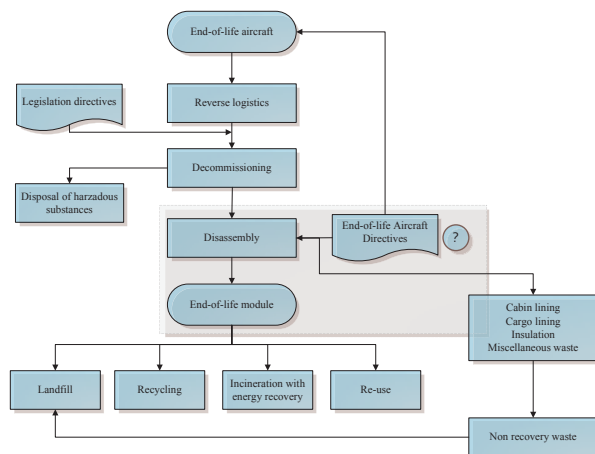 End-of-life aircraft
Legislation directives
Reverse logistics
Decommissioning
Disposal of harzadous
substances
Disassembly
End-of-life Aircraft
Directives
?
End-of-life module
Cabin lining
Cargo lining
Insulation
Miscellaneous waste
Landfill
Recycling
Incineration with
energy recovery
Re-use
Non recovery waste